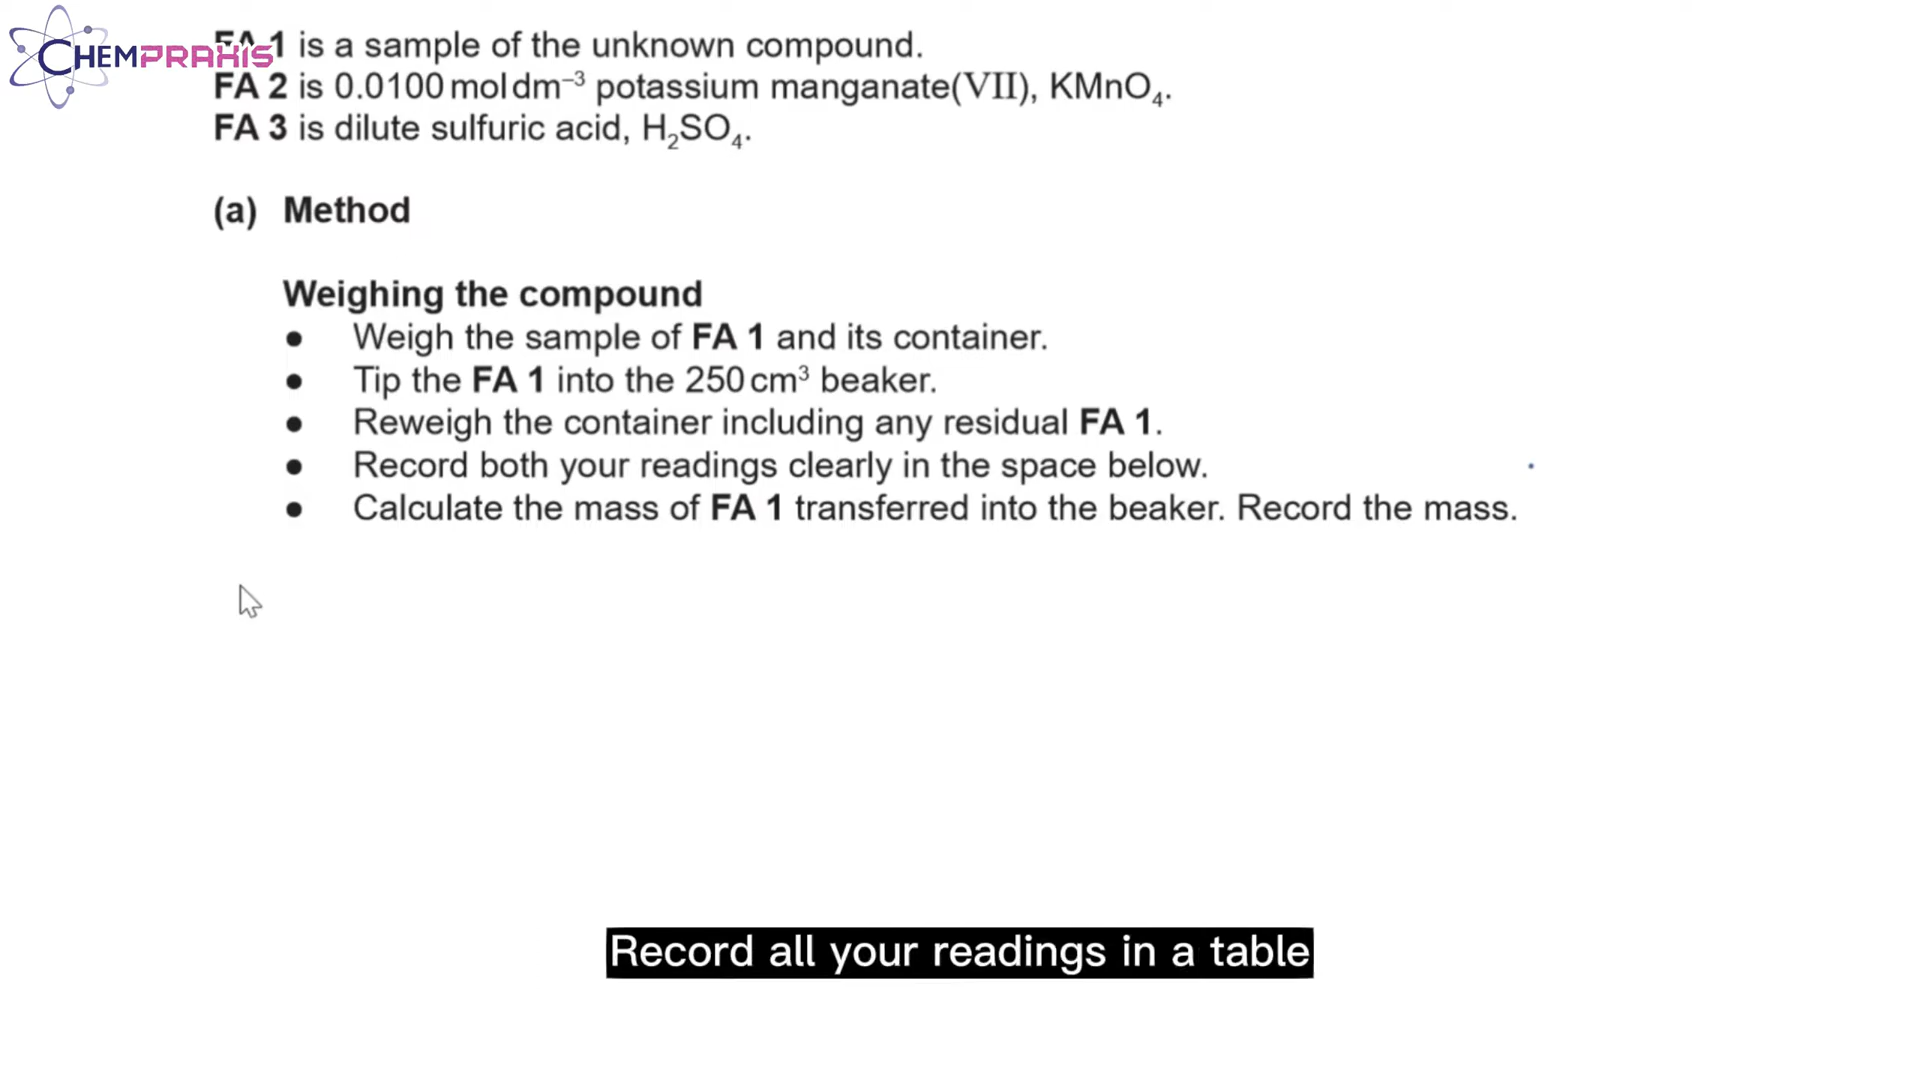 CHEMPRAXIS
FA 1 is a sample of the unknown compound.
FA 2 is 0.0100 mol dm⁻³ potassium manganate(VII), KMnO₄.
FA 3 is dilute sulfuric acid, H₂SO₄.
(a) Method
Weighing the compound
● Weigh the sample of FA 1 and its container.
● Tip the FA 1 into the 250 cm³ beaker.
● Reweigh the container including any residual FA 1.
● Record both your readings clearly in the space below.
● Calculate the mass of FA 1 transferred into the beaker. Record the mass.
Record all your readings in a table